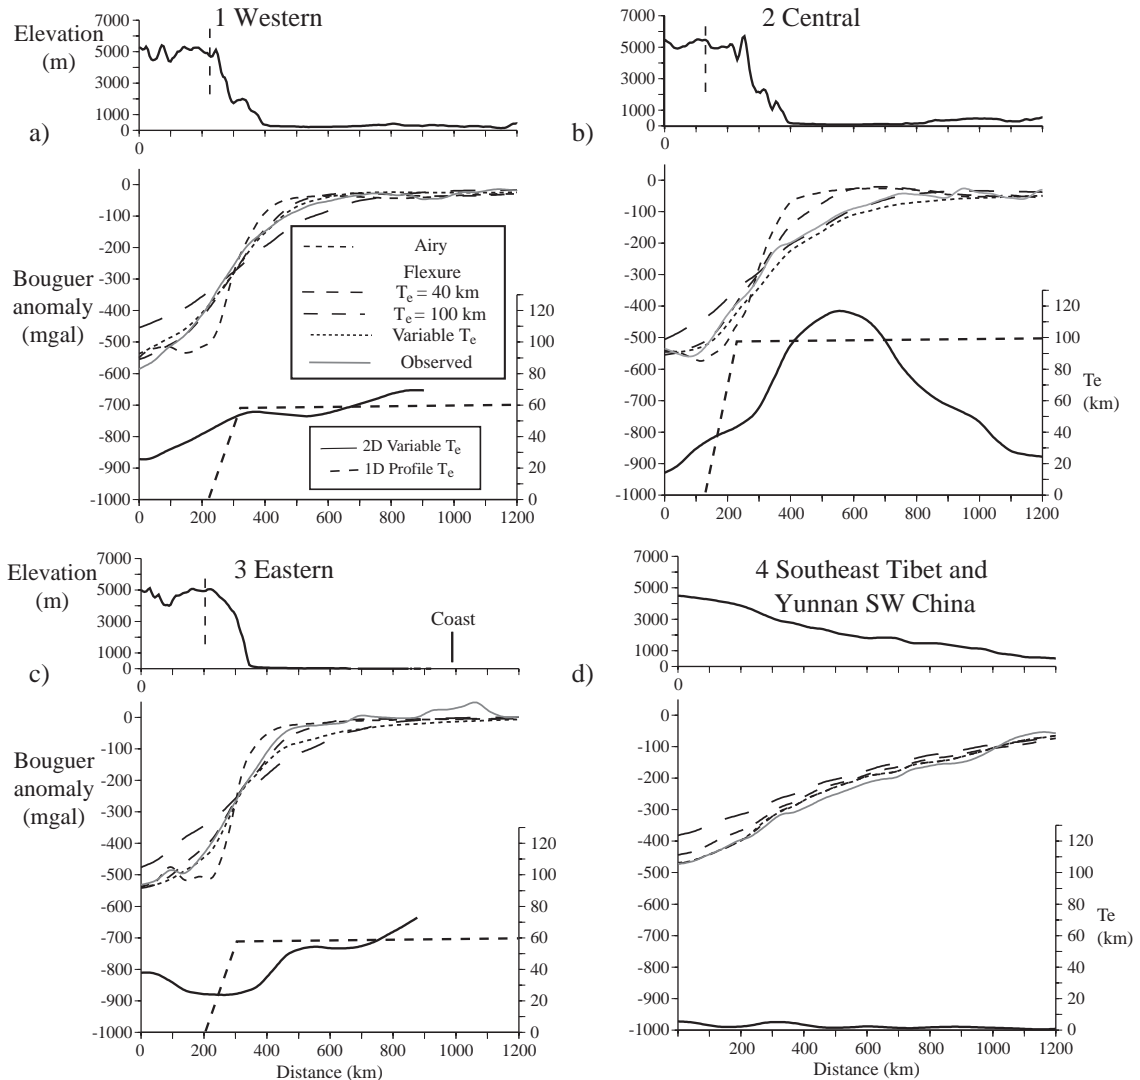 1 Western
Elevation
(m)
7000
5000
3000
1000
0
0
a)
Bouguer
anomaly
(mgal)
0
-100
-200
-300
-400
-500
-600
-700
-800
-900
-1000
Airy
Flexure
Te = 40 km
Te = 100 km
Variable Te
Observed
2D Variable Te
1D Profile Te
120
100
80
60
40
20
0
0 200 400 600 800 1000 1200
2 Central
7000
5000
3000
1000
0
0
b)
0
-100
-200
-300
-400
-500
-600
-700
-800
-900
-1000
120
100
80
60
40
20
0
Te
(km)
0 200 400 600 800 1000 1200
3 Eastern
Elevation
(m)
7000
5000
3000
1000
0
0
Coast
c)
Bouguer
anomaly
(mgal)
0
-100
-200
-300
-400
-500
-600
-700
-800
-900
-1000
120
100
80
60
40
20
0
0 200 400 600 800 1000 1200
Distance (km)
4 Southeast Tibet and
Yunnan SW China
7000
5000
3000
1000
0
0
d)
0
-100
-200
-300
-400
-500
-600
-700
-800
-900
-1000
120
100
80
60
40
20
0
Te
(km)
200 400 600 800 1000 1200
Distance (km)